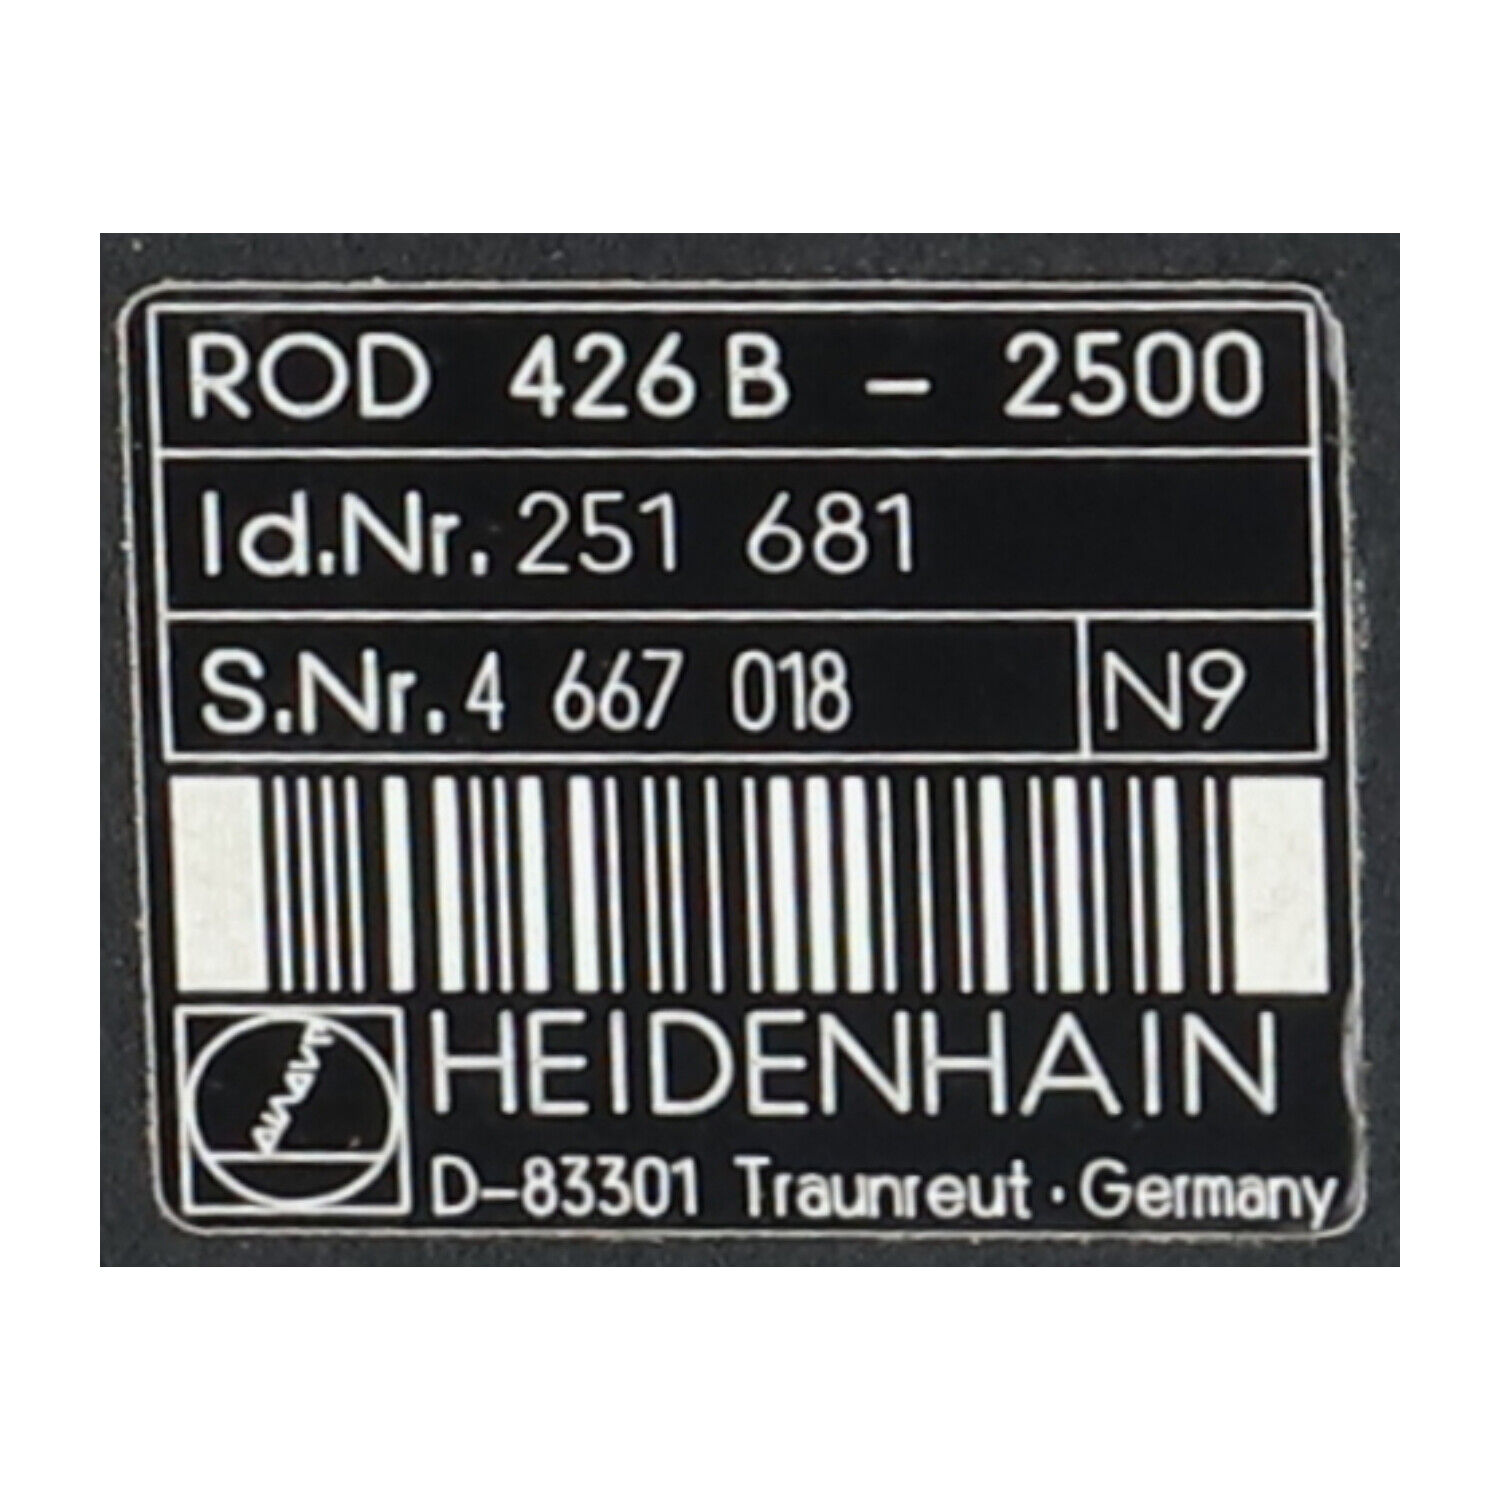 ROD 426 B - 2500
Id.Nr. 251 681
S.Nr. 4 667 018 N9
HEIDENHAIN
D-83301 Traunreut · Germany